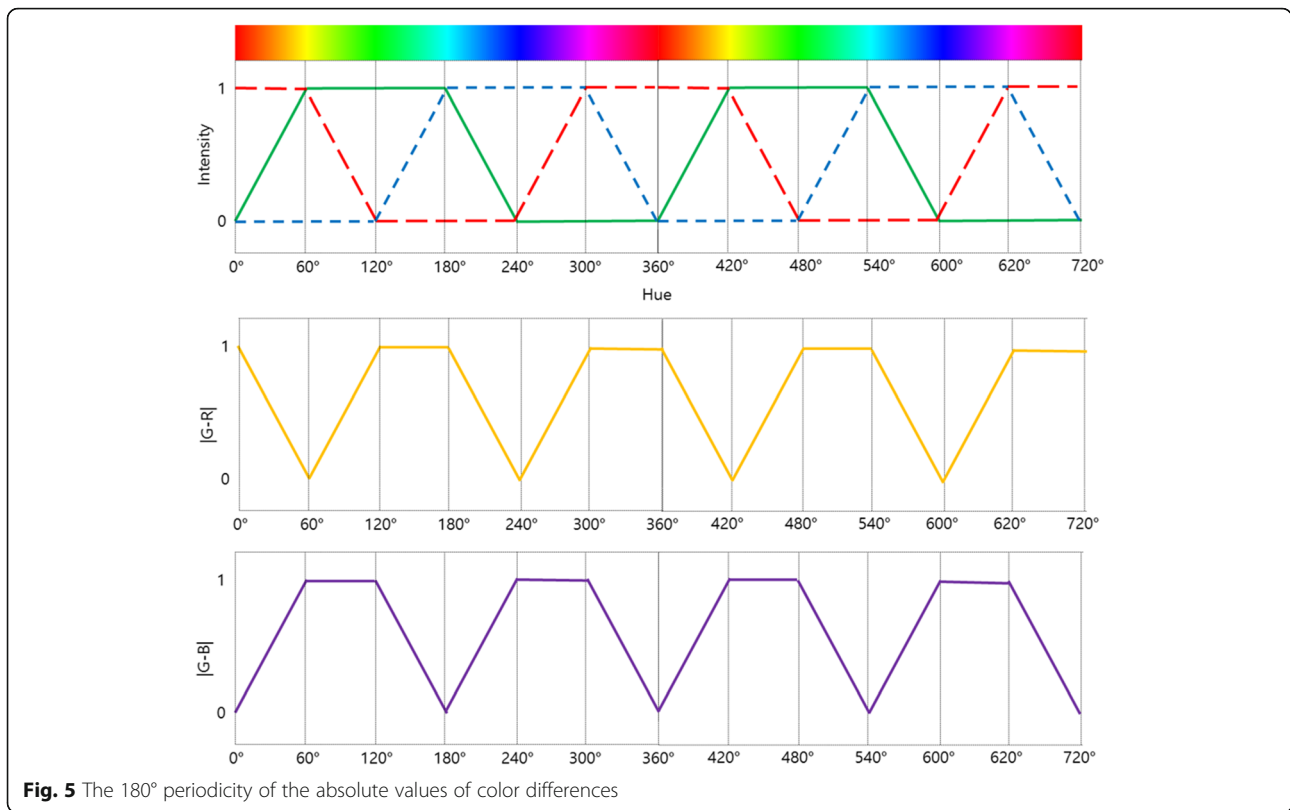 1
Intensity
0
0° 60° 120° 180° 240° 300° 360° 420° 480° 540° 600° 620° 720°
Hue
1
|G-R|
0
0° 60° 120° 180° 240° 300° 360° 420° 480° 540° 600° 620° 720°
1
|G-B|
0
0° 60° 120° 180° 240° 300° 360° 420° 480° 540° 600° 620° 720°
Fig. 5 The 180° periodicity of the absolute values of color differences